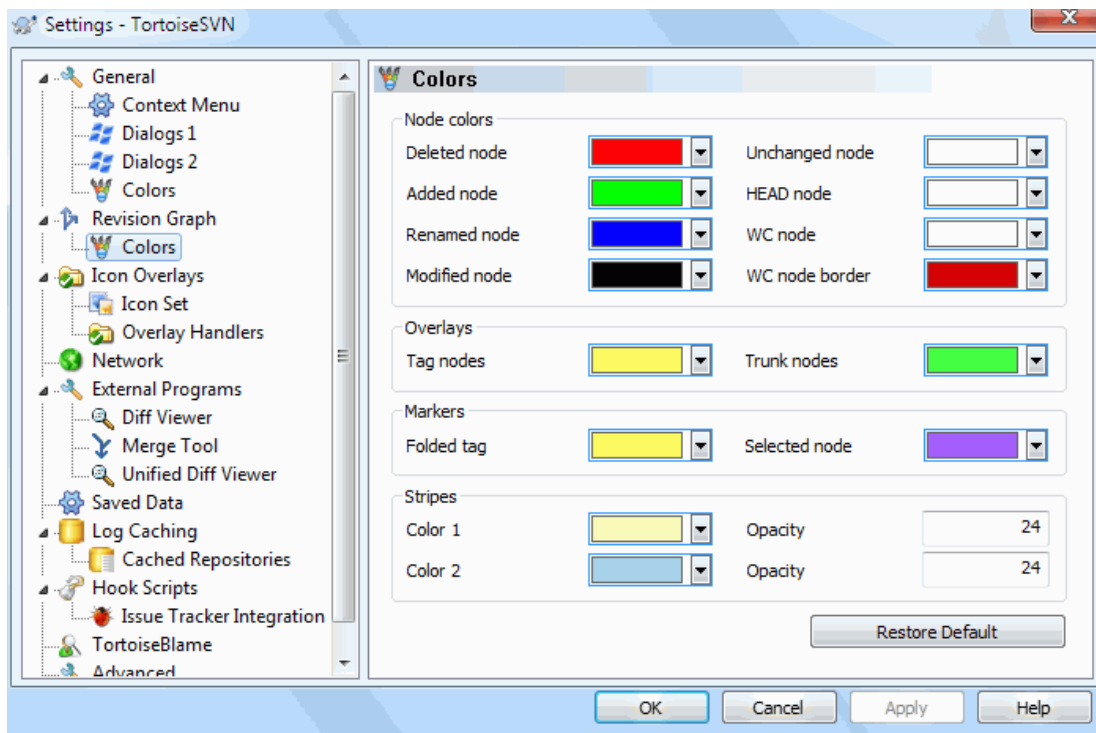 Settings - TortoiseSVN
X
General
Context Menu
Dialogs 1
Dialogs 2
Colors
Revision Graph
Colors
Icon Overlays
Icon Set
Overlay Handlers
Network
External Programs
Diff Viewer
Merge Tool
Unified Diff Viewer
Saved Data
Log Caching
Cached Repositories
Hook Scripts
Issue Tracker Integration
TortoiseBlame
Advanced
Colors
Node colors
Deleted node
Unchanged node
Added node
HEAD node
Renamed node
WC node
Modified node
WC node border
Overlays
Tag nodes
Trunk nodes
Markers
Folded tag
Selected node
Stripes
Color 1
Opacity 24
Color 2
Opacity 24
Restore Default
OK Cancel Apply Help